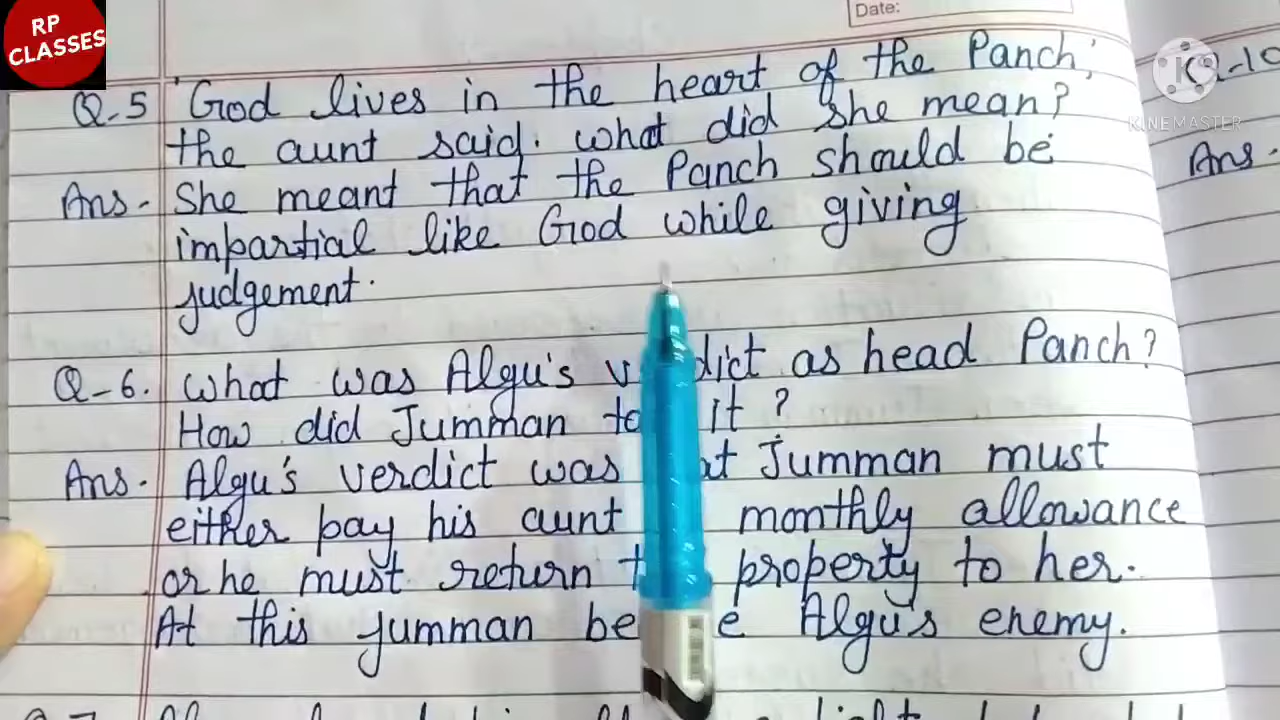 RP
CLASSES
Date:
Q-5 'God lives in the heart of the Panch,'
the aunt said. What did she mean?
Ans- She meant that the Panch should be
impartial like God while giving
judgement.
Q-6. What was Algu's v dict as head Panch?
How did Jumman to it?
Ans. Algu's verdict was at Jumman must
either pay his aunt monthly allowance
or he must return t property to her.
At this Jumman be e Algu's enemy.
K
KINEMASTER
Q-10
Ans-